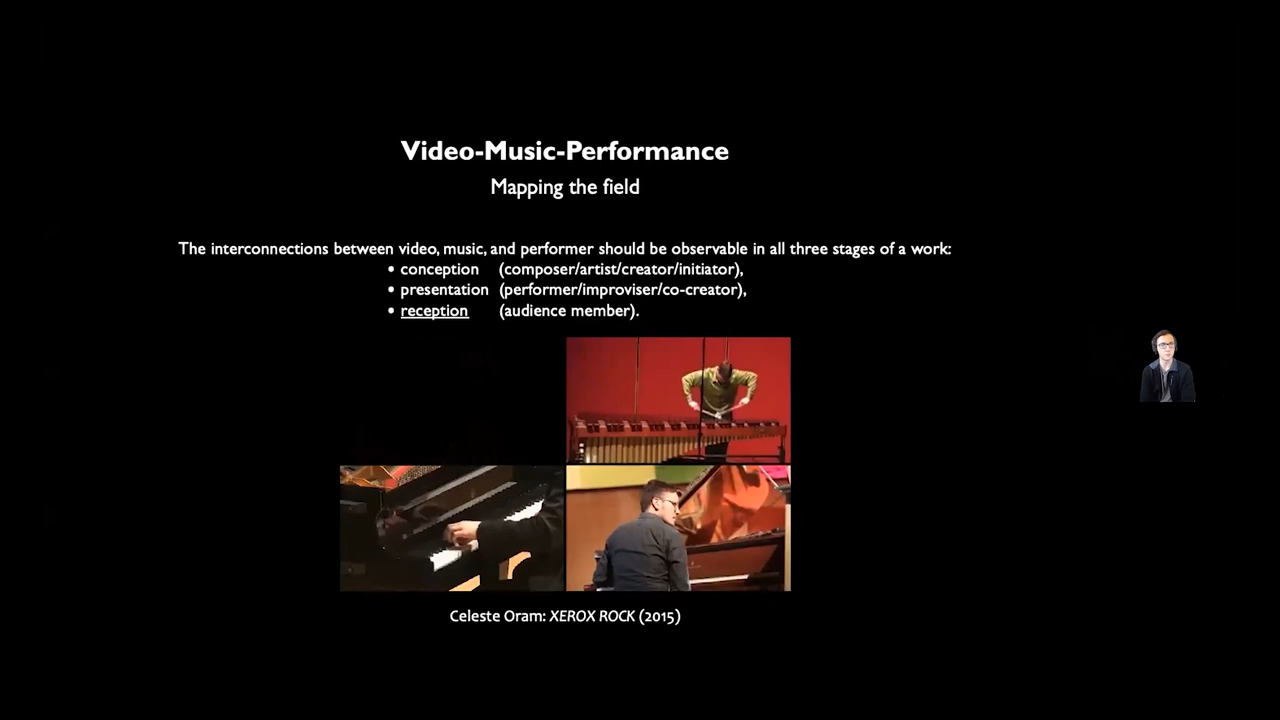 Video-Music-Performance
Mapping the field
The interconnections between video, music, and performer should be observable in all three stages of a work:
• conception (composer/artist/creator/initiator),
• presentation (performer/improviser/co-creator),
• reception (audience member).
Celeste Oram: XEROX ROCK (2015)